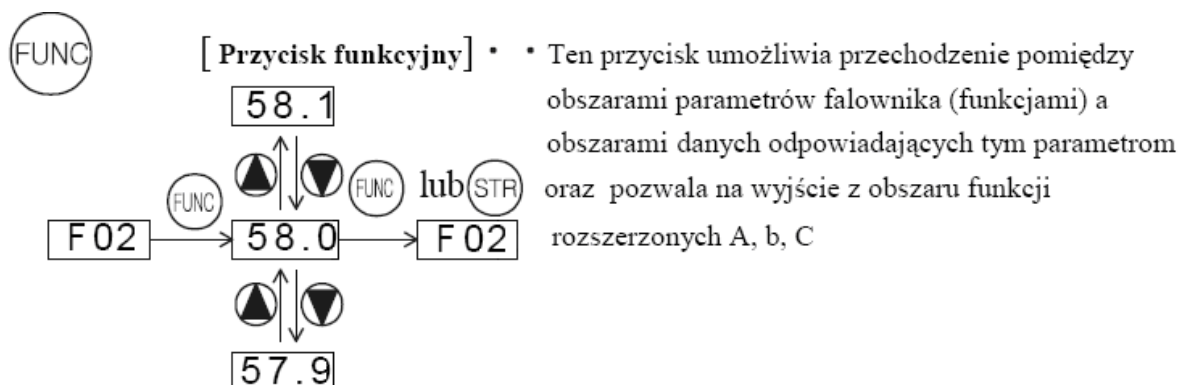 FUNC
[ Przycisk funkcyjny] • • Ten przycisk umożliwia przechodzenie pomiędzy
obszarami parametrów falownika (funkcjami) a
obszarami danych odpowiadających tym parametrom
oraz pozwala na wyjście z obszaru funkcji
rozszerzonych A, b, C
58.1
FUNC
FUNC lub STR
F02
58.0
F02
57.9